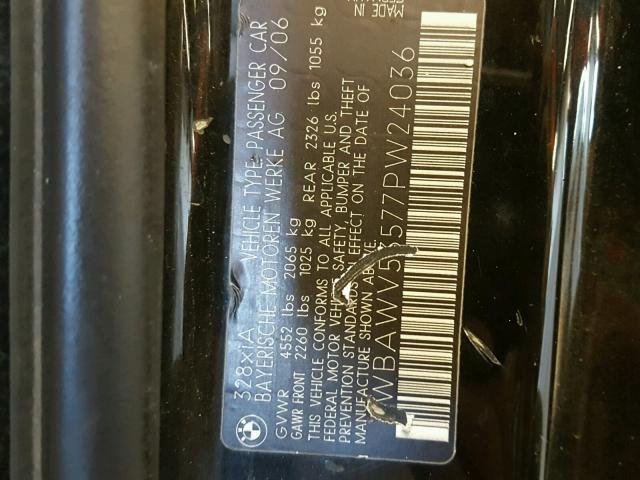 328xiA VEHICLE TYPE PASSENGER CAR
BAYERISCHE MOTOREN WERKE AG 09/06
GVWR 4552 lbs 2065 kg
GAWR FRONT 2260 lbs 1025 kg REAR 2326 lbs 1055 kg
THIS VEHICLE CONFORMS TO ALL APPLICABLE U.S.
FEDERAL MOTOR VEHICLE SAFETY, BUMPER AND THEFT
PREVENTION STANDARDS IN EFFECT ON THE DATE OF
MANUFACTURE SHOWN ABOVE.
MADE IN
GERMANY